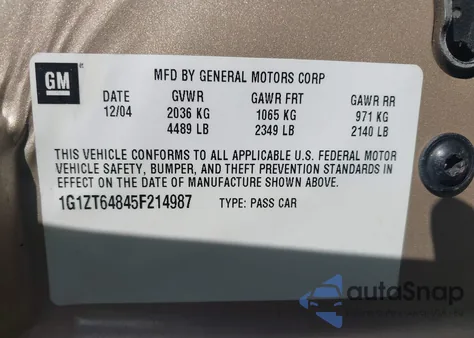 GM
MFD BY GENERAL MOTORS CORP
DATE GVWR GAWR FRT GAWR RR
12/04 2036 KG 1065 KG 971 KG
4489 LB 2349 LB 2140 LB
THIS VEHICLE CONFORMS TO ALL APPLICABLE U.S. FEDERAL MOTOR
VEHICLE SAFETY, BUMPER, AND THEFT PREVENTION STANDARDS IN
EFFECT ON THE DATE OF MANUFACTURE SHOWN ABOVE.
1G1ZT64845F214987 TYPE: PASS CAR
autoSnap